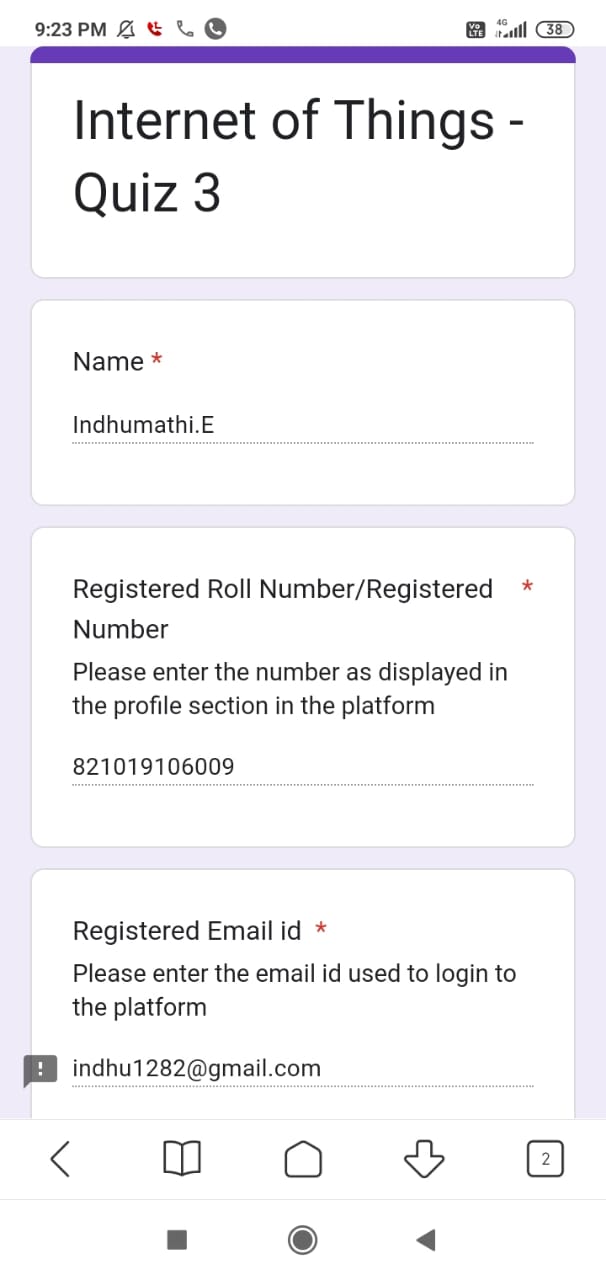 9:23 PM
Vo LTE 4G 38
Internet of Things -
Quiz 3
Name *
Indhumathi.E
Registered Roll Number/Registered *
Number
Please enter the number as displayed in
the profile section in the platform
821019106009
Registered Email id *
Please enter the email id used to login to
the platform
! indhu1282@gmail.com
2